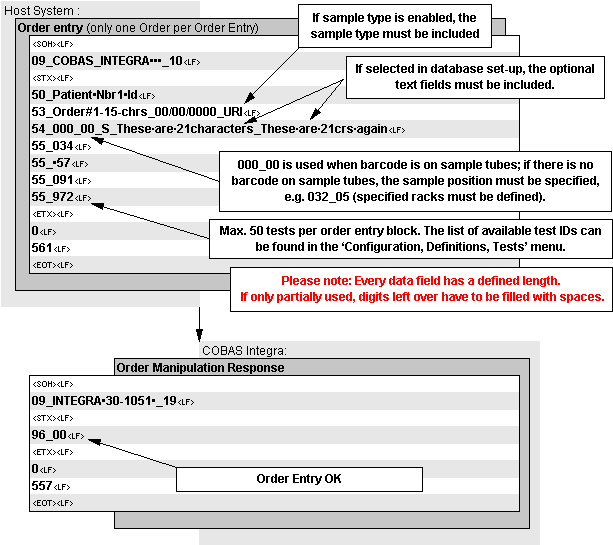 Host System :
Order entry (only one Order per Order Entry)
If sample type is enabled, the
sample type must be included
<SOH><LF>
09_COBAS_INTEGRA▪▪▪_10<LF>
<STX><LF>
If selected in database set-up, the optional
text fields must be included.
50_Patient▪Nbr1▪Id<LF>
53_Order#1-15-chrs_00/00/0000_URI<LF>
54_000_00_S_These▪are▪21characters_These▪are▪21crs▪again<LF>
55_034<LF>
55_▪57<LF>
55_091<LF>
55_972<LF>
000_00 is used when barcode is on sample tubes; if there is no
barcode on sample tubes, the sample position must be specified,
e.g. 032_05 (specified racks must be defined).
<ETX><LF>
0<LF>
561<LF>
<EOT><LF>
Max. 50 tests per order entry block. The list of available test IDs can
be found in the ‘Configuration, Definitions, Tests’ menu.
Please note: Every data field has a defined length.
If only partially used, digits left over have to be filled with spaces.
COBAS Integra:
Order Manipulation Response
<SOH><LF>
09_INTEGRA▪30-1051▪_19<LF>
<STX><LF>
96_00<LF>
<ETX><LF>
0<LF>
557<LF>
<EOT><LF>
Order Entry OK